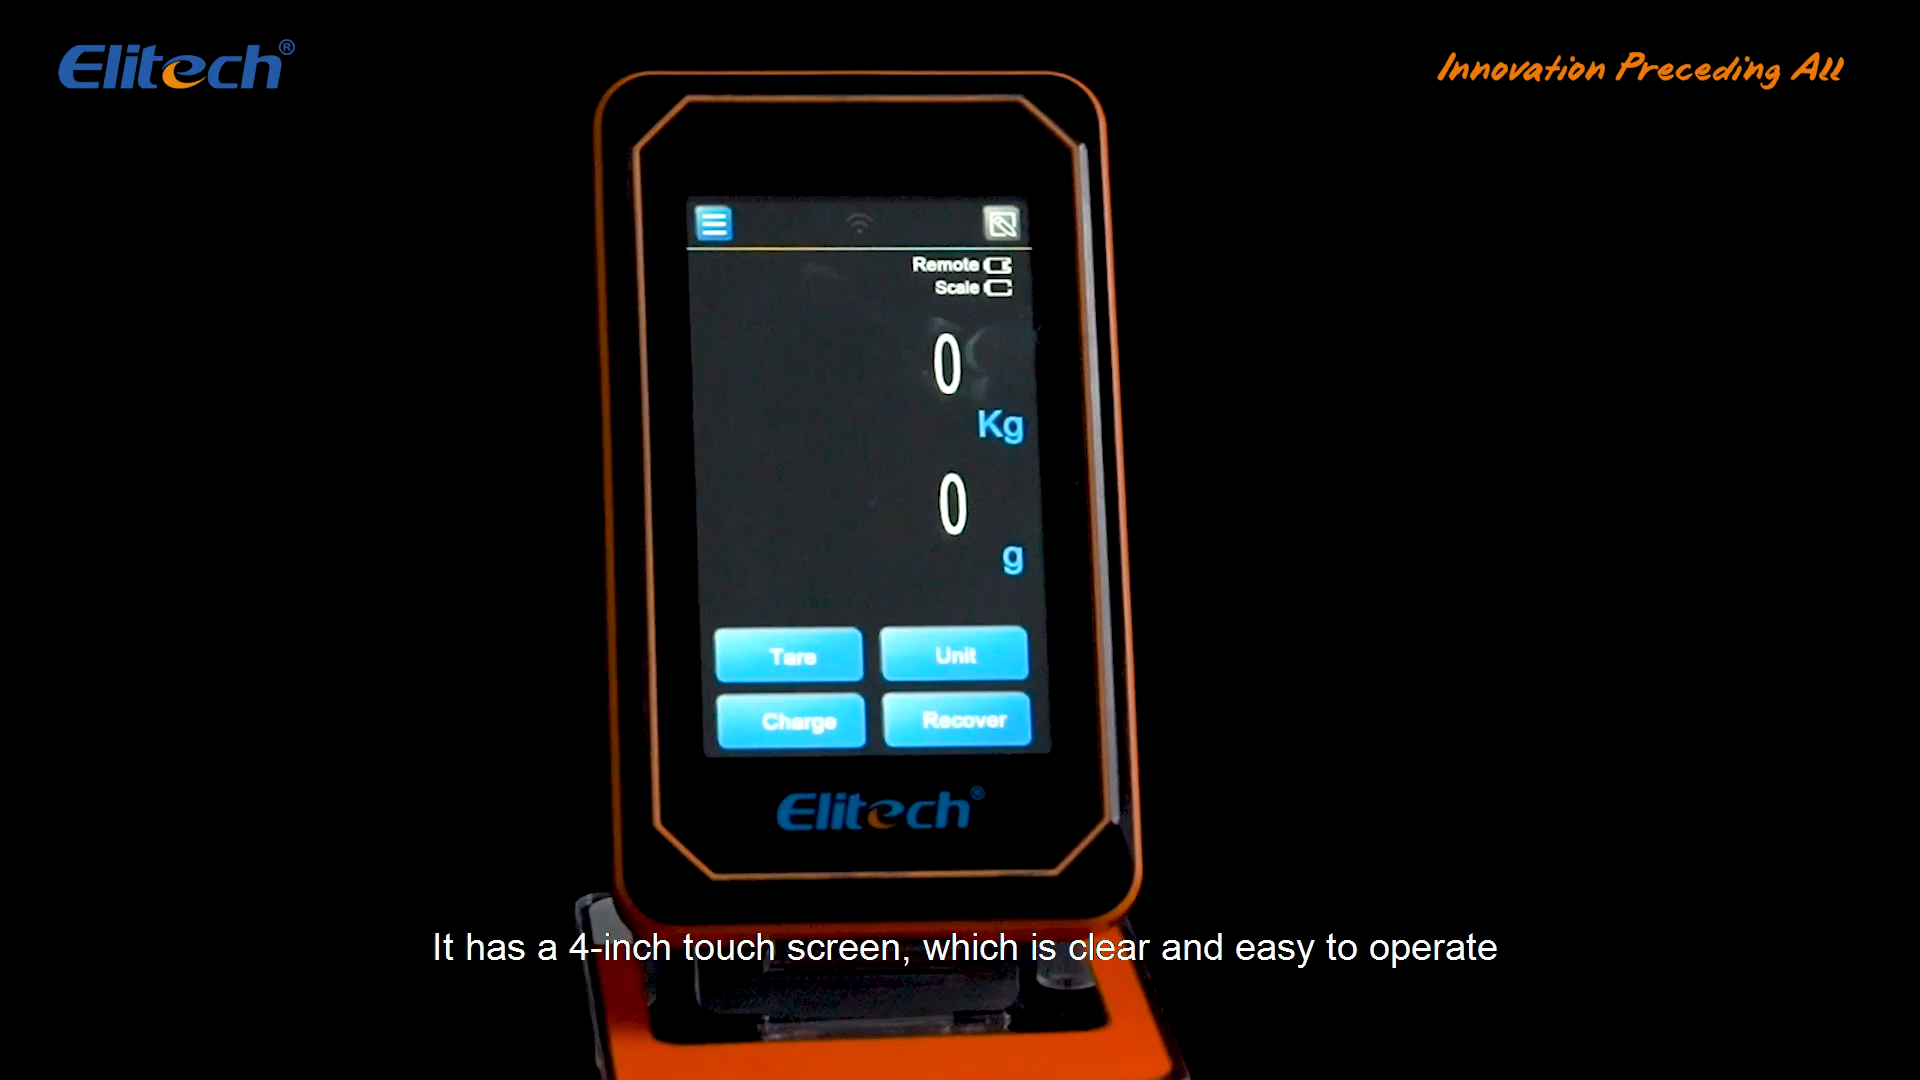 Elitech®
Innovation Preceding All
Remote
Scale
0
Kg
0
g
Tare
Unit
Charge
Recover
Elitech®
It has a 4-inch touch screen, which is clear and easy to operate